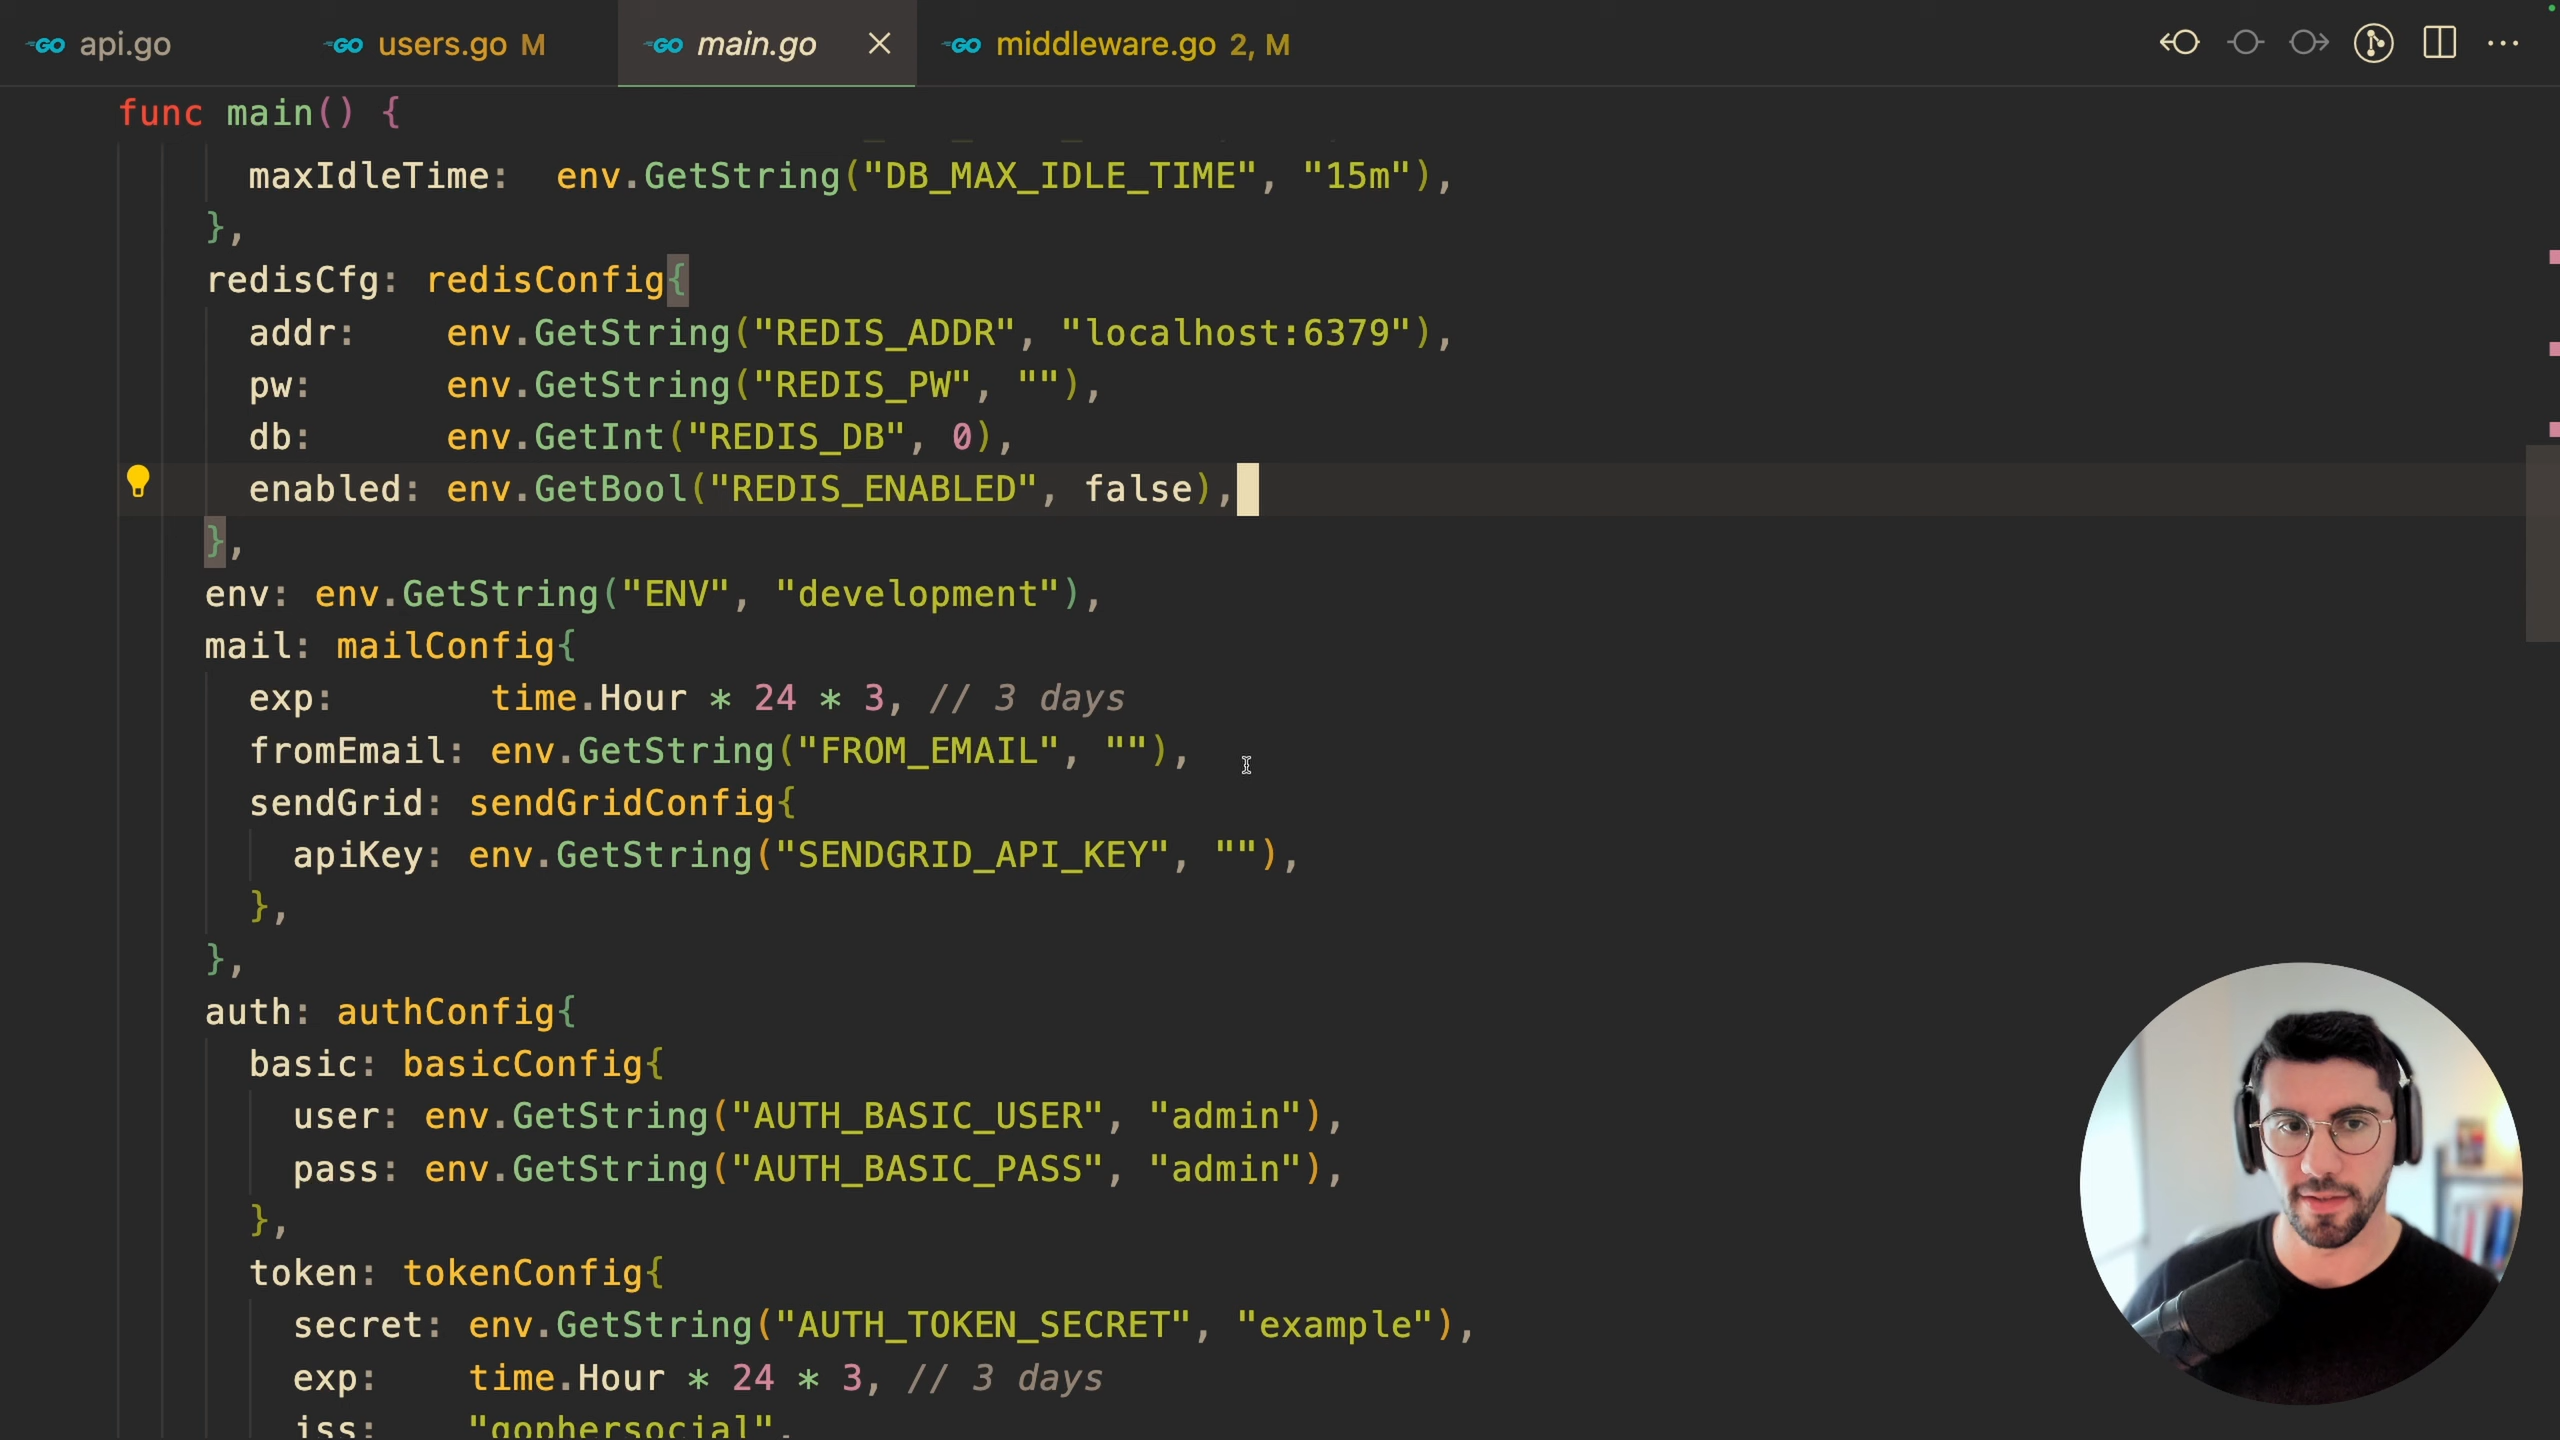 api.go
users.go M
main.go
middleware.go 2, M
func main() {
maxIdleTime: env.GetString("DB_MAX_IDLE_TIME", "15m"),
},
redisCfg: redisConfig{
addr: env.GetString("REDIS_ADDR", "localhost:6379"),
pw: env.GetString("REDIS_PW", ""),
db: env.GetInt("REDIS_DB", 0),
enabled: env.GetBool("REDIS_ENABLED", false),
},
env: env.GetString("ENV", "development"),
mail: mailConfig{
exp: time.Hour * 24 * 3, // 3 days
fromEmail: env.GetString("FROM_EMAIL", ""),
sendGrid: sendGridConfig{
apiKey: env.GetString("SENDGRID_API_KEY", ""),
},
},
auth: authConfig{
basic: basicConfig{
user: env.GetString("AUTH_BASIC_USER", "admin"),
pass: env.GetString("AUTH_BASIC_PASS", "admin"),
},
token: tokenConfig{
secret: env.GetString("AUTH_TOKEN_SECRET", "example"),
exp: time.Hour * 24 * 3, // 3 days
iss: "gophersocial",